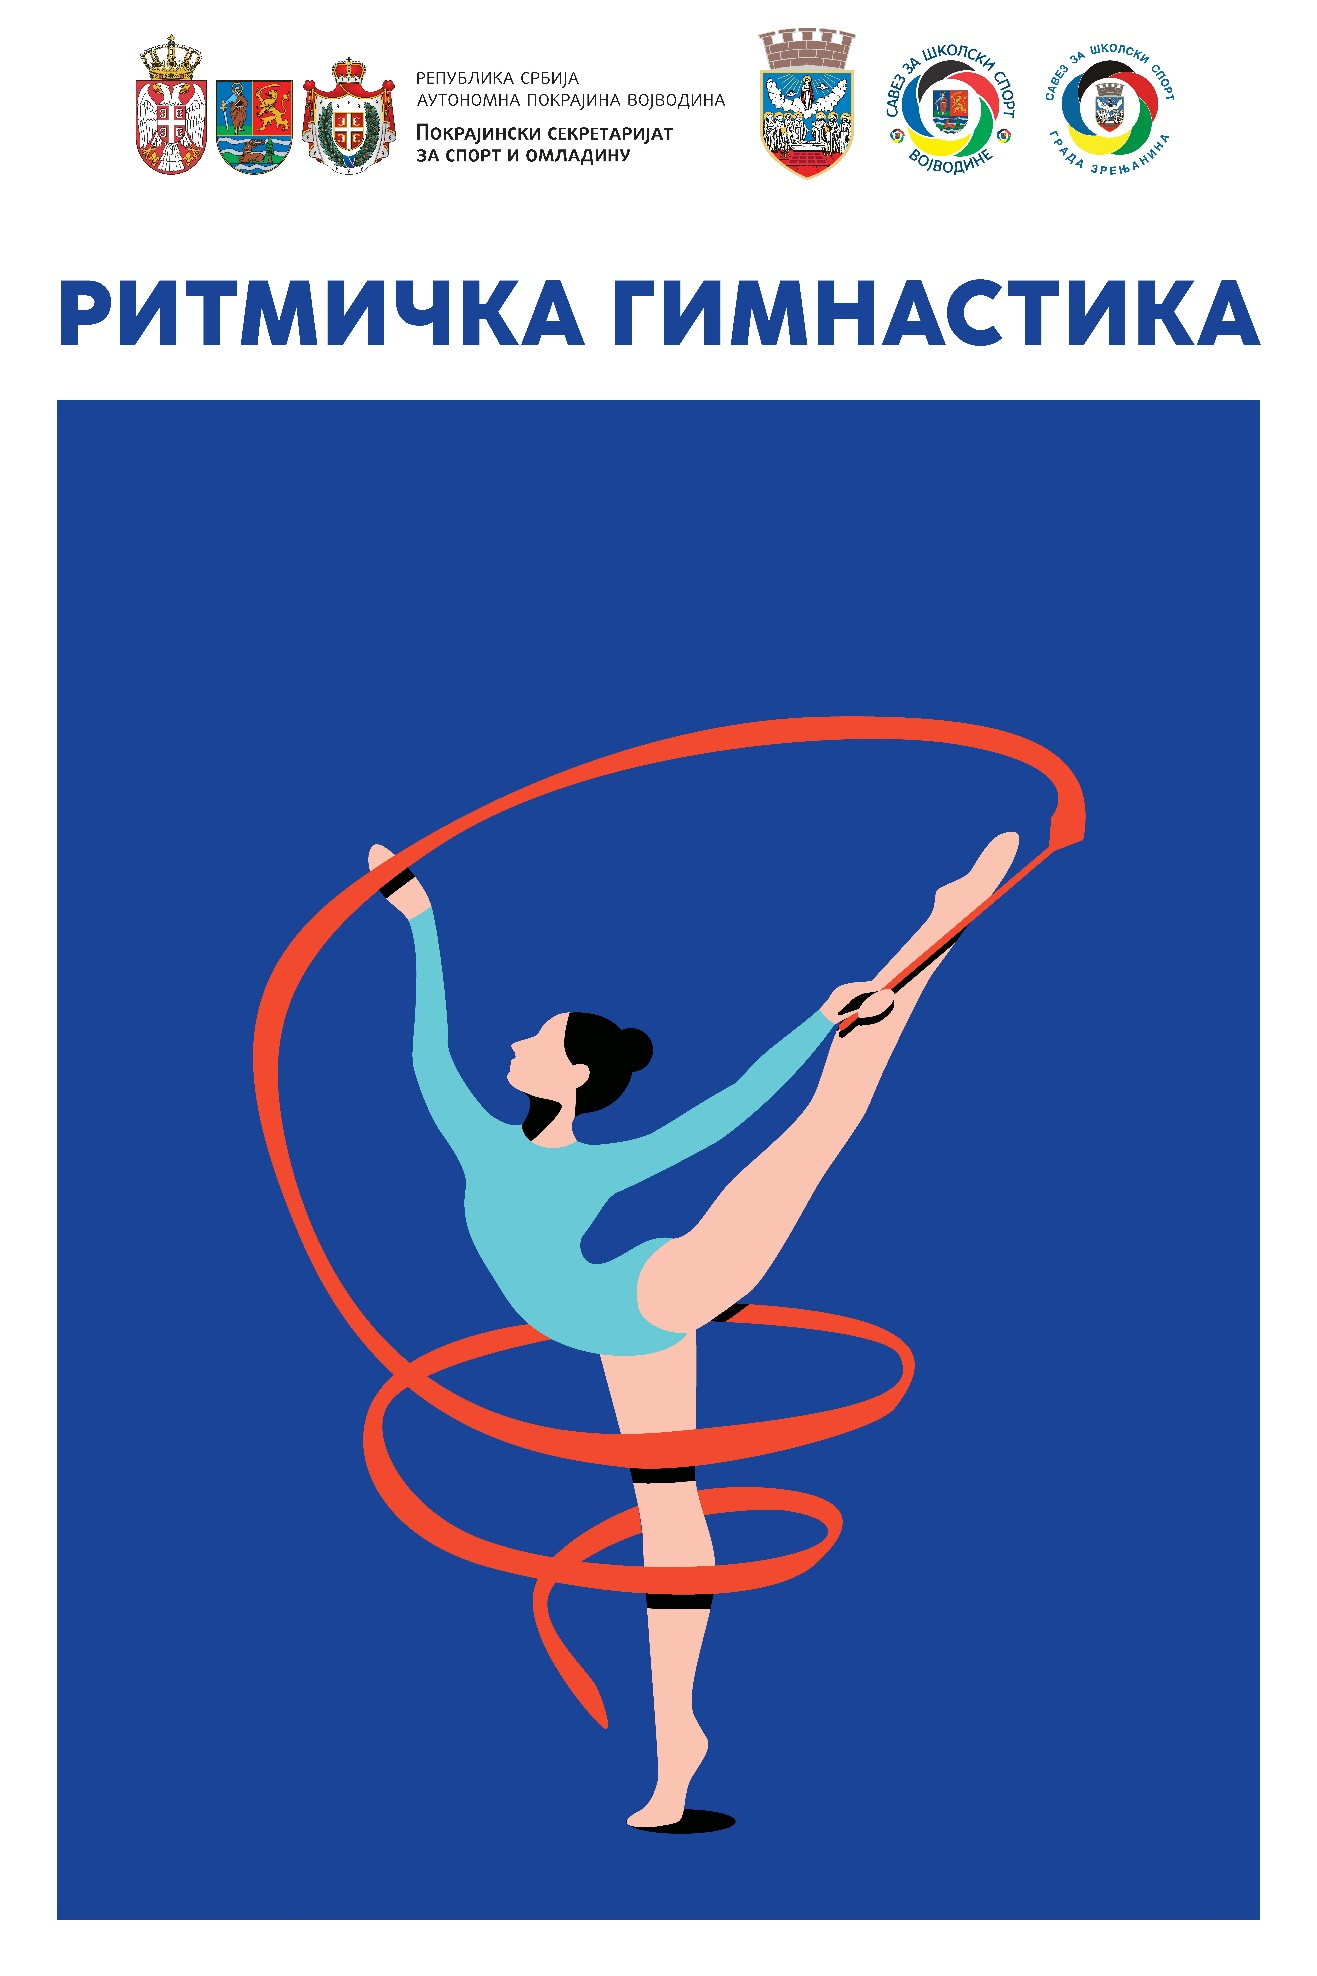 РЕПУБЛИКА СРБИЈА
АУТОНОМНА ПОКРАЈИНА ВОЈВОДИНА
ПОКРАЈИНСКИ СЕКРЕТАРИЈАТ
ЗА СПОРТ И ОМЛАДИНУ
САВЕЗ ЗА ШКОЛСКИ СПОРТ
ВОЈВОДИНЕ
САВЕЗ ЗА ШКОЛСКИ СПОРТ
ГРАДА ЗРЕЊАНИНА
РИТМИЧКА ГИМНАСТИКА